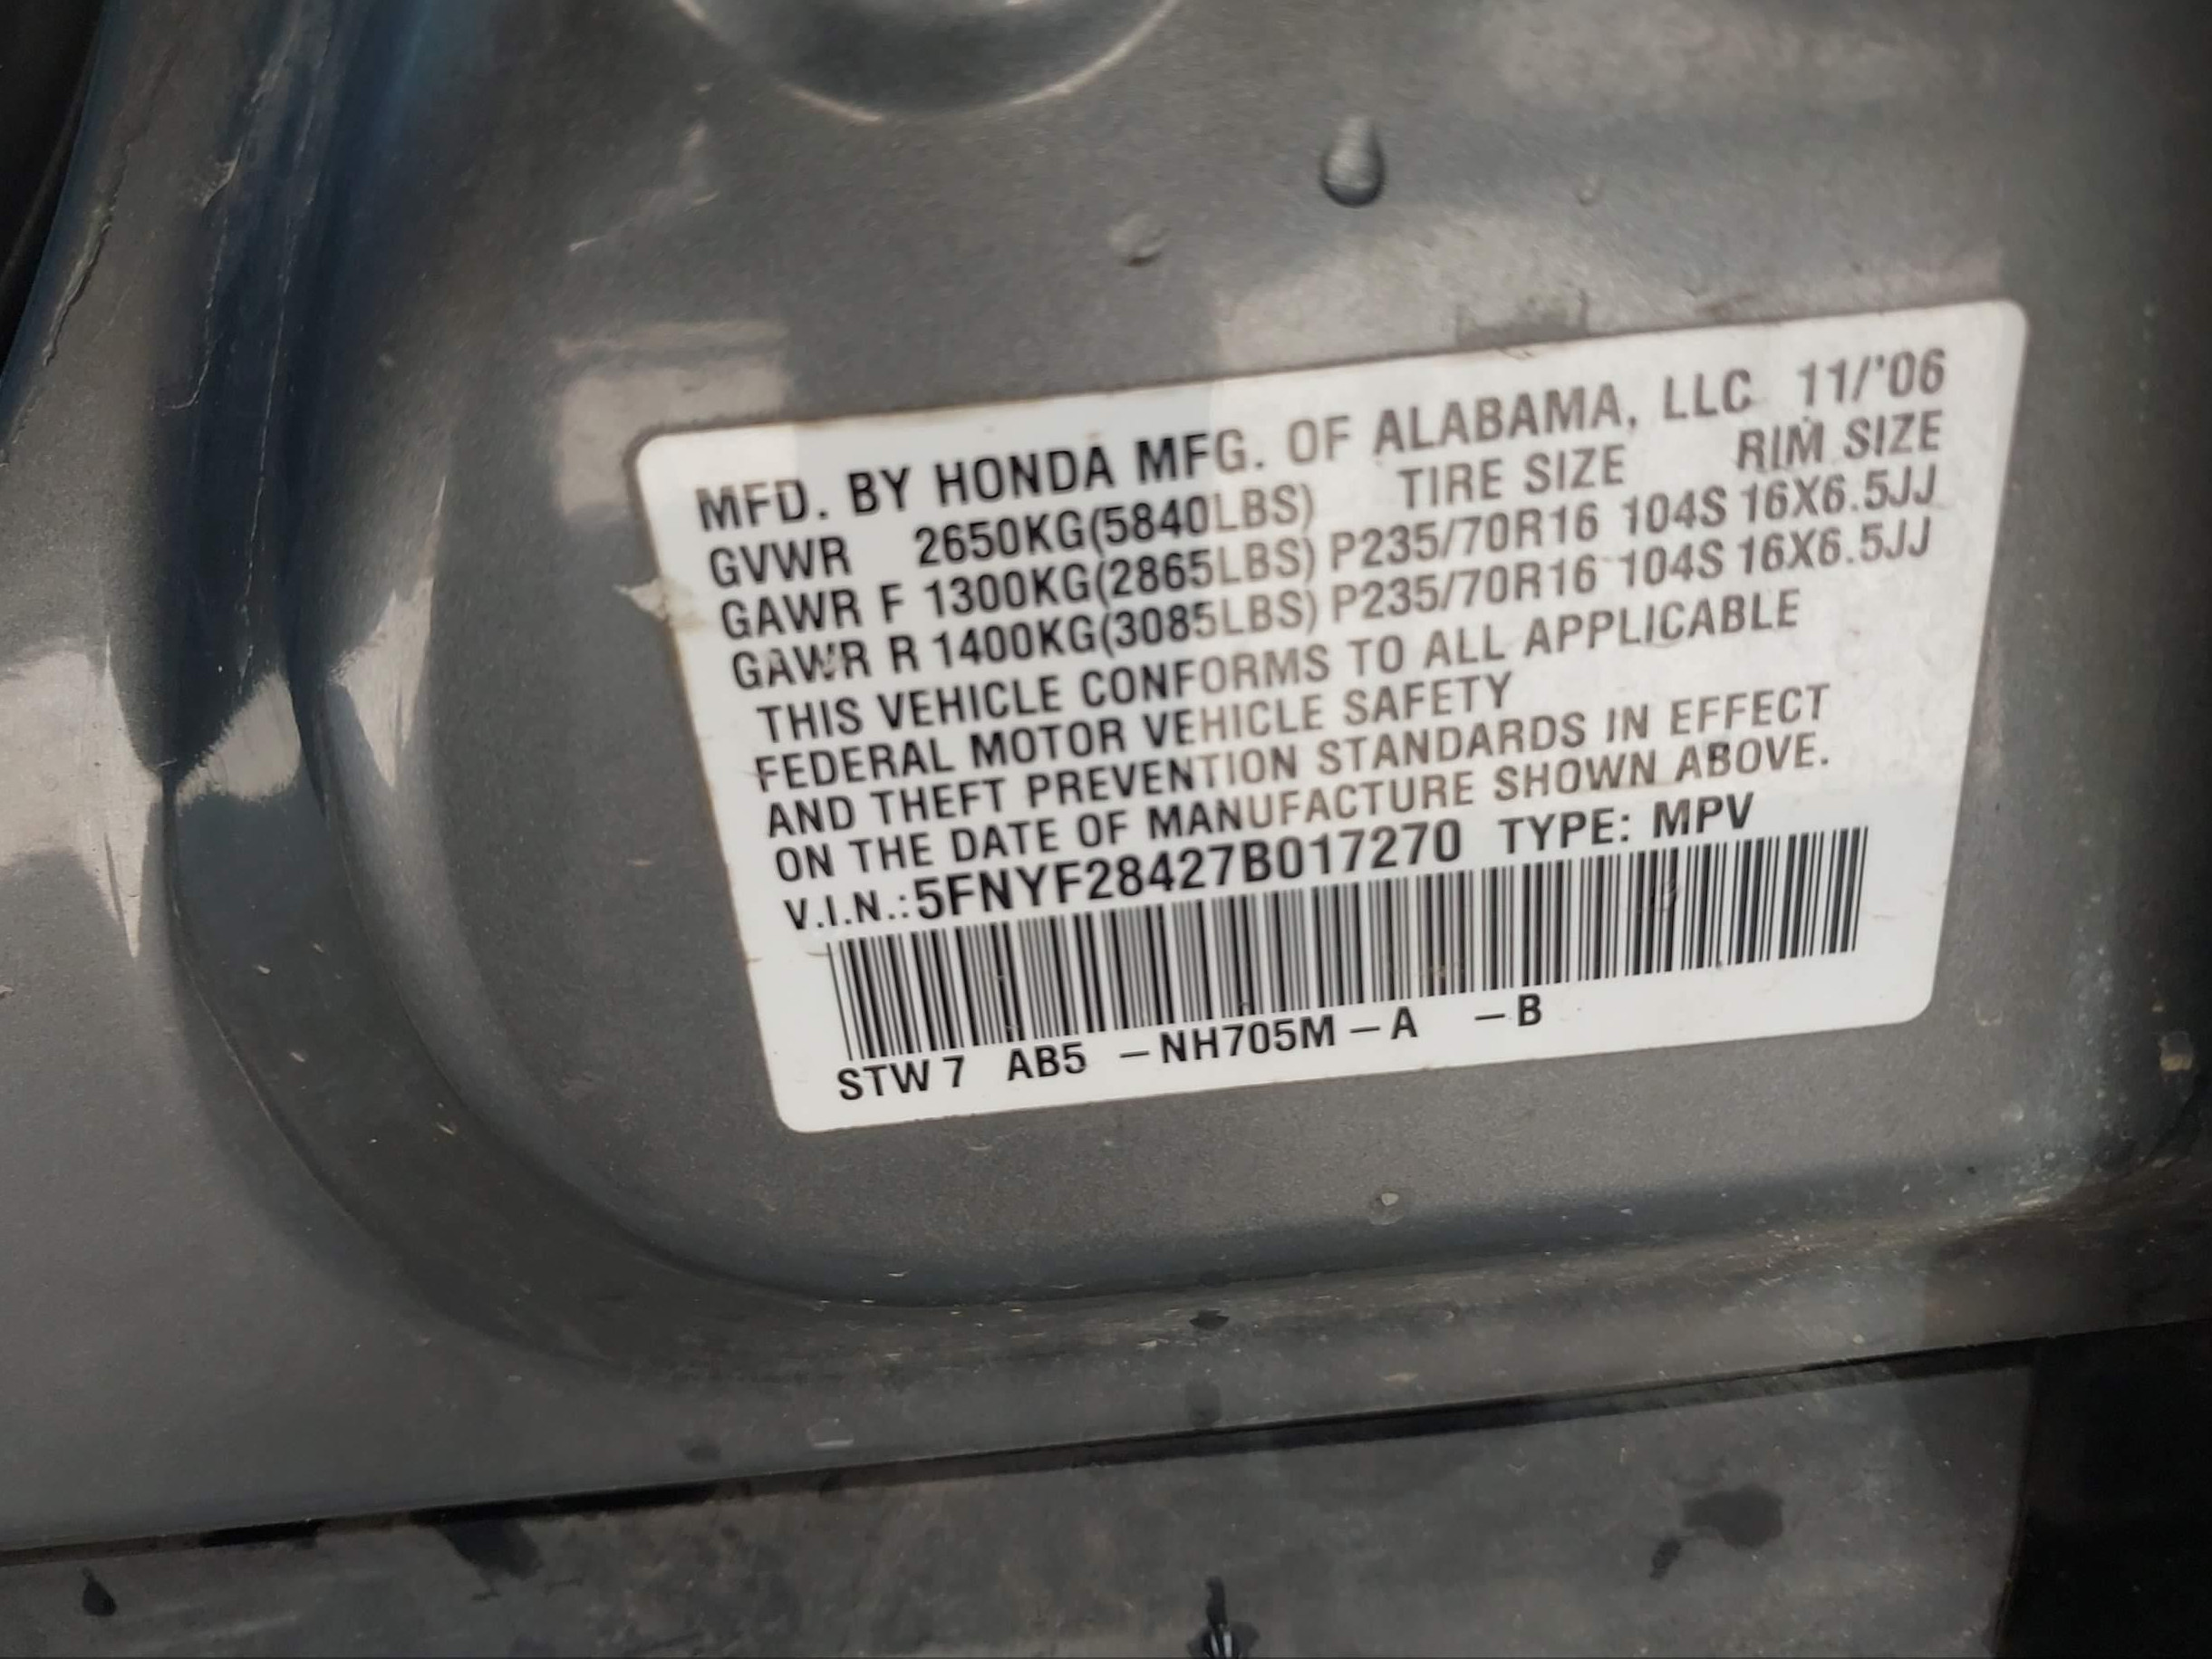 MFD. BY HONDA MFG. OF ALABAMA, LLC 11/'06
GVWR 2650KG(5840LBS) TIRE SIZE RIM SIZE
GAWR F 1300KG(2865LBS) P235/70R16 104S 16X6.5JJ
GAWR R 1400KG(3085LBS) P235/70R16 104S 16X6.5JJ
THIS VEHICLE CONFORMS TO ALL APPLICABLE
FEDERAL MOTOR VEHICLE SAFETY
AND THEFT PREVENTION STANDARDS IN EFFECT
ON THE DATE OF MANUFACTURE SHOWN ABOVE.
V.I.N.:5FNYF28427B017270 TYPE: MPV
STW7 AB5 -NH705M-A -B